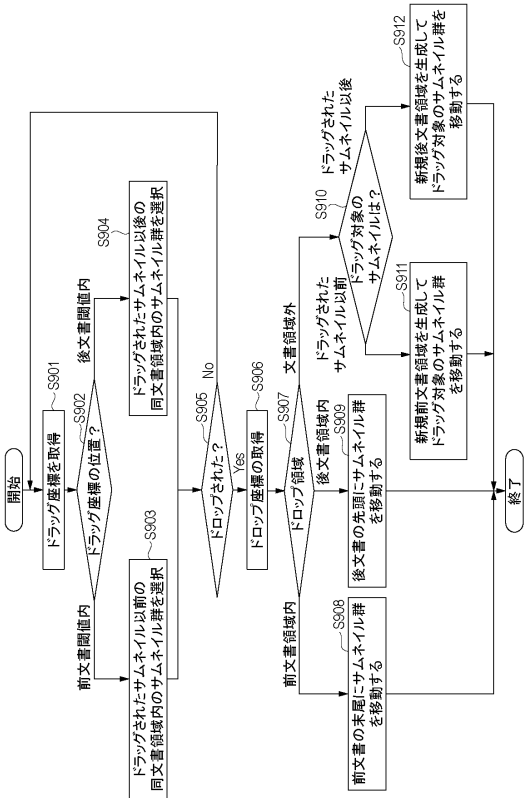 開始
S901
ドラッグ座標を取得
S902
ドラッグ座標の位置？
前文書閾値内
後文書閾値内
S903
ドラッグされたサムネイル以前の
同文書領域内のサムネイル群を選択
S904
ドラッグされたサムネイル以後の
同文書領域内のサムネイル群を選択
S905
ドロップされた？
No
Yes
S906
ドロップ座標の取得
S907
ドロップ領域
前文書領域内
後文書領域内
文書領域外
S908
前文書の末尾にサムネイル群
を移動する
S909
後文書の先頭にサムネイル群
を移動する
S910
ドラッグ対象の
サムネイルは？
ドラッグされた
サムネイル以前
ドラッグされた
サムネイル以後
S911
新規前文書領域を生成して
ドラッグ対象のサムネイル群
を移動する
S912
新規後文書領域を生成して
ドラッグ対象のサムネイル群を
移動する
終了